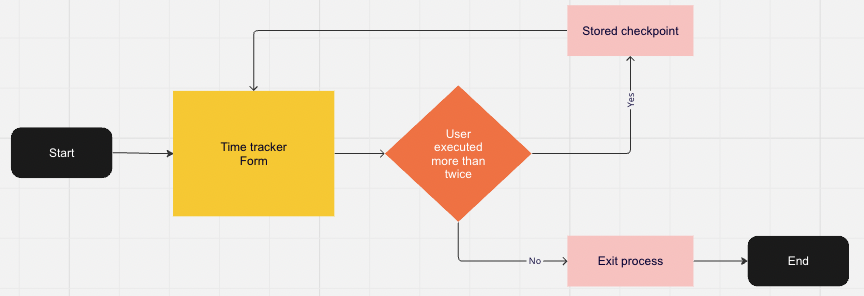 Stored checkpoint
Start
Time tracker
Form
User
executed
more than
twice
Yes
No
Exit process
End